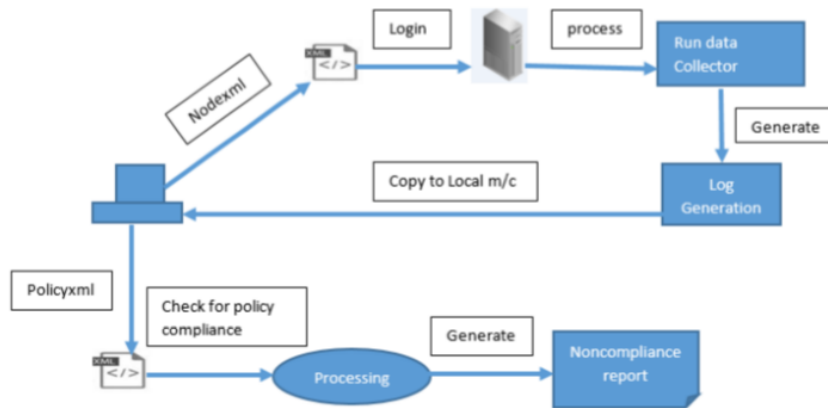 Login
process
XML
</>
Run data
Collector
Nodexml
Generate
Copy to Local m/c
Log
Generation
Policyxml
Check for policy
compliance
Generate
XML
</>
Processing
Noncompliance
report